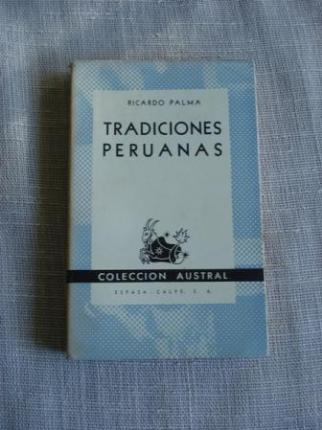 RICARDO PALMA
TRADICIONES
PERUANAS
COLECCION AUSTRAL
ESPASA - CALPE, S. A.